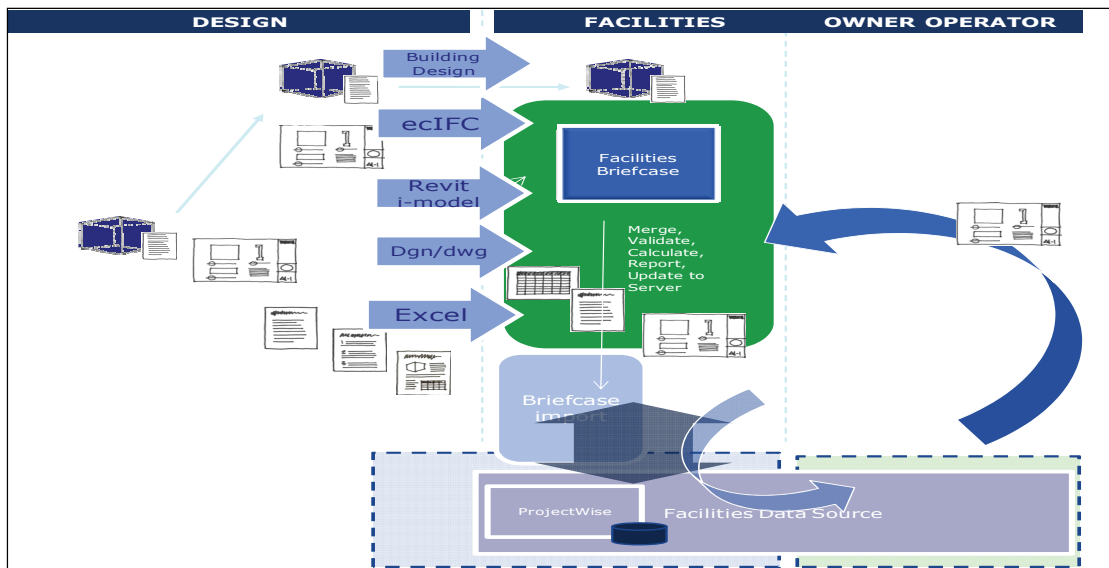 DESIGN
FACILITIES
OWNER OPERATOR
Building
Design
ecIFC
Revit
i-model
Dgn/dwg
Excel
Facilities
Briefcase
Merge,
Validate,
Calculate,
Report,
Update to
Server
Briefcase
import
ProjectWise
Facilities Data Source